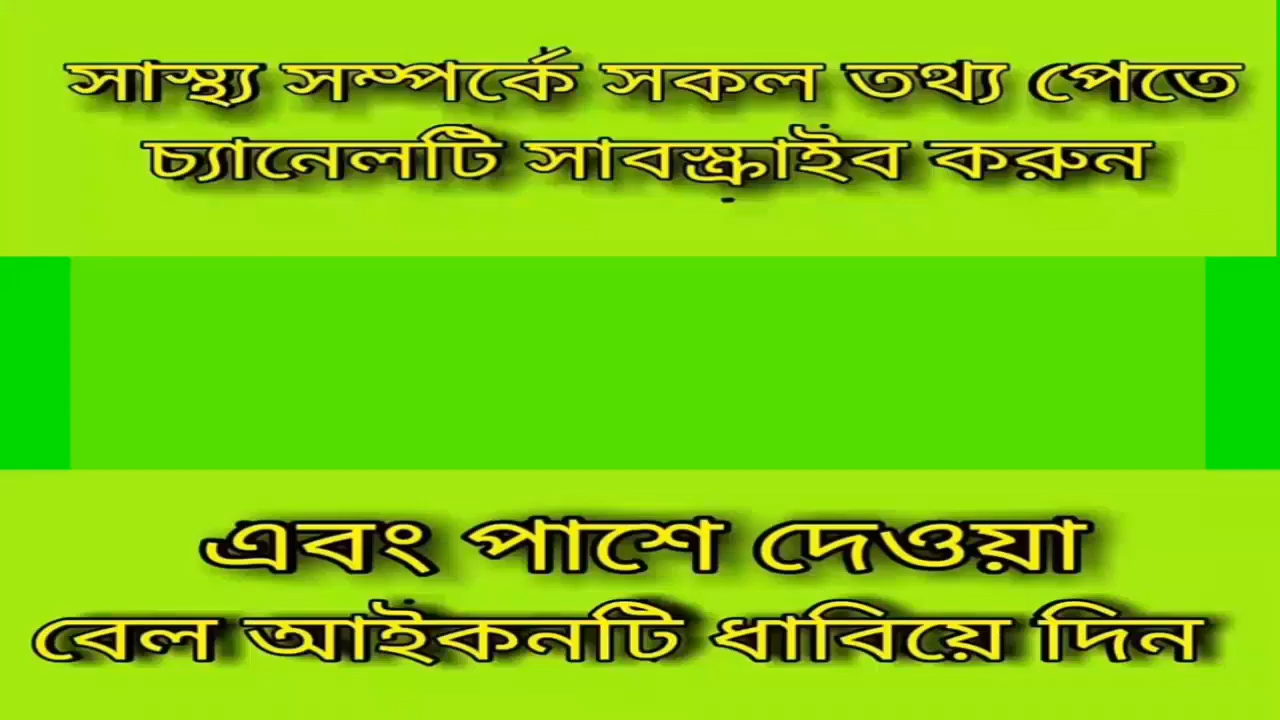 সাস্থ্য সম্পর্কে সকল তথ্য পেতে
চ্যানেলটি সাবস্ক্রাইব করুন
এবং পাশে দেওয়া
বেল আইকনটি ধাবিয়ে দিন